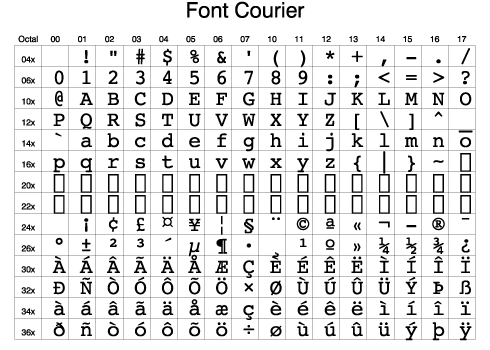 Font Courier
Octal 00 01 02 03 04 05 06 07 10 11 12 13 14 15 16 17
04x ! " # $ % & ' ( ) * + , - . /
06x 0 1 2 3 4 5 6 7 8 9 : ; < = > ?
10x @ A B C D E F G H I J K L M N O
12x P Q R S T U V W X Y Z [ \ ] ^ _
14x ` a b c d e f g h i j k l m n o
16x p q r s t u v w x y z { | } ~ □
20x □ □ □ □ □ □ □ □ □ □ □ □ □ □ □ □
22x □ □ □ □ □ □ □ □ □ □ □ □ □ □ □ □
24x ¡ ¢ £ ¤ ¥ ¦ § ¨ © ª « ¬ - ® ¯
26x ° ± ² ³ ´ µ ¶ · ¸ ¹ º » ¼ ½ ¾ ¿
30x À Á Â Ã Ä Å Æ Ç È É Ê Ë Ì Í Î Ï
32x Ð Ñ Ò Ó Ô Õ Ö × Ø Ù Ú Û Ü Ý Þ ß
34x à á â ã ä å æ ç è é ê ë ì í î ï
36x ð ñ ò ó ô õ ö ÷ ø ù ú û ü ý þ ÿ